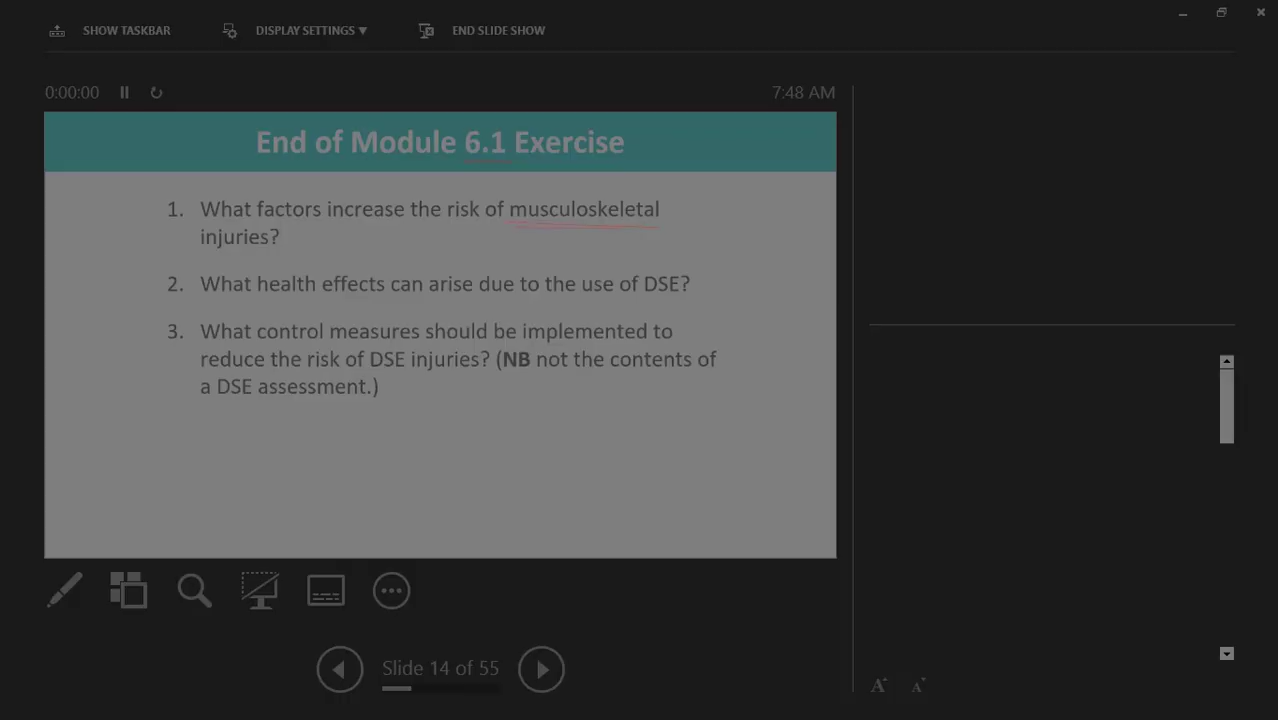 SHOW TASKBAR
DISPLAY SETTINGS ▼
END SLIDE SHOW
0:00:00
7:48 AM
End of Module 6.1 Exercise
1. What factors increase the risk of musculoskeletal
injuries?
2. What health effects can arise due to the use of DSE?
3. What control measures should be implemented to
reduce the risk of DSE injuries? (NB not the contents of
a DSE assessment.)
Slide 14 of 55
A A